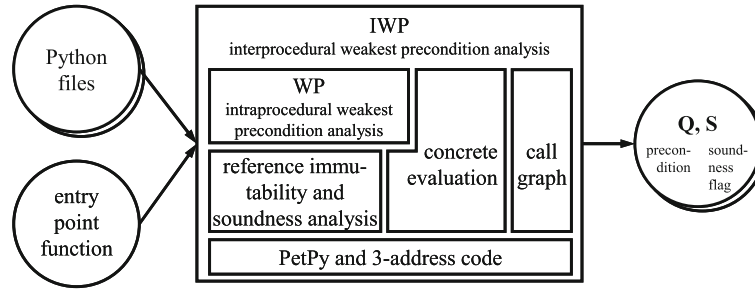 Python
files
entry
point
function
IWP
interprocedural weakest precondition analysis
WP
intraprocedural weakest
precondition analysis
reference immu-
tability and
soundness analysis
concrete
evaluation
call
graph
PetPy and 3-address code
Q, S
precon-
dition
sound-
ness
flag